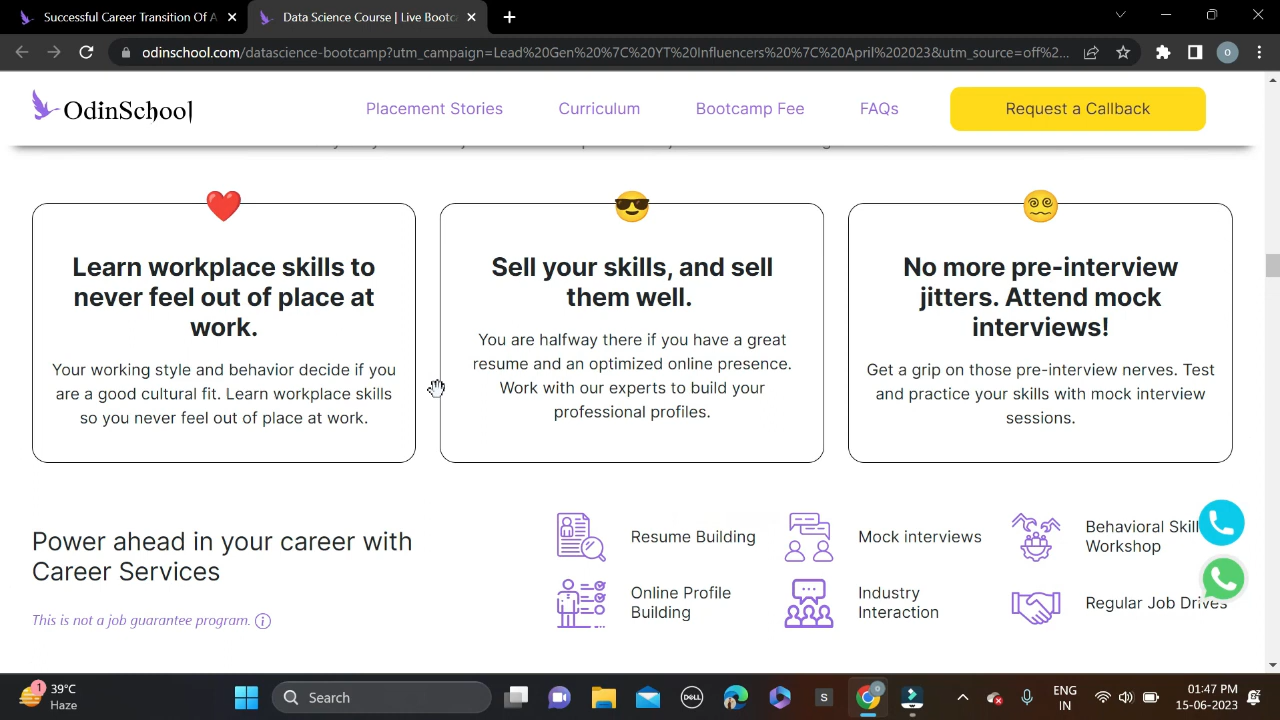 Successful Career Transition Of A
Data Science Course | Live Bootc
odinschool.com/datascience-bootcamp?utm_campaign=Lead%20Gen%20%7C%20YT%20Influencers%20%7C%20April%202023&utm_source=off%2...
o
OdinSchool
Placement Stories
Curriculum
Bootcamp Fee
FAQs
Request a Callback
Learn workplace skills to
never feel out of place at
work.
Your working style and behavior decide if you
are a good cultural fit. Learn workplace skills
so you never feel out of place at work.
Sell your skills, and sell
them well.
You are halfway there if you have a great
resume and an optimized online presence.
Work with our experts to build your
professional profiles.
No more pre-interview
jitters. Attend mock
interviews!
Get a grip on those pre-interview nerves. Test
and practice your skills with mock interview
sessions.
Power ahead in your career with
Career Services
This is not a job guarantee program.
Resume Building
Mock interviews
Behavioral Skill
Workshop
Online Profile
Building
Industry
Interaction
Regular Job Drives
1
39°C
Haze
Search
DELL
S
ENG
IN
01:47 PM
15-06-2023